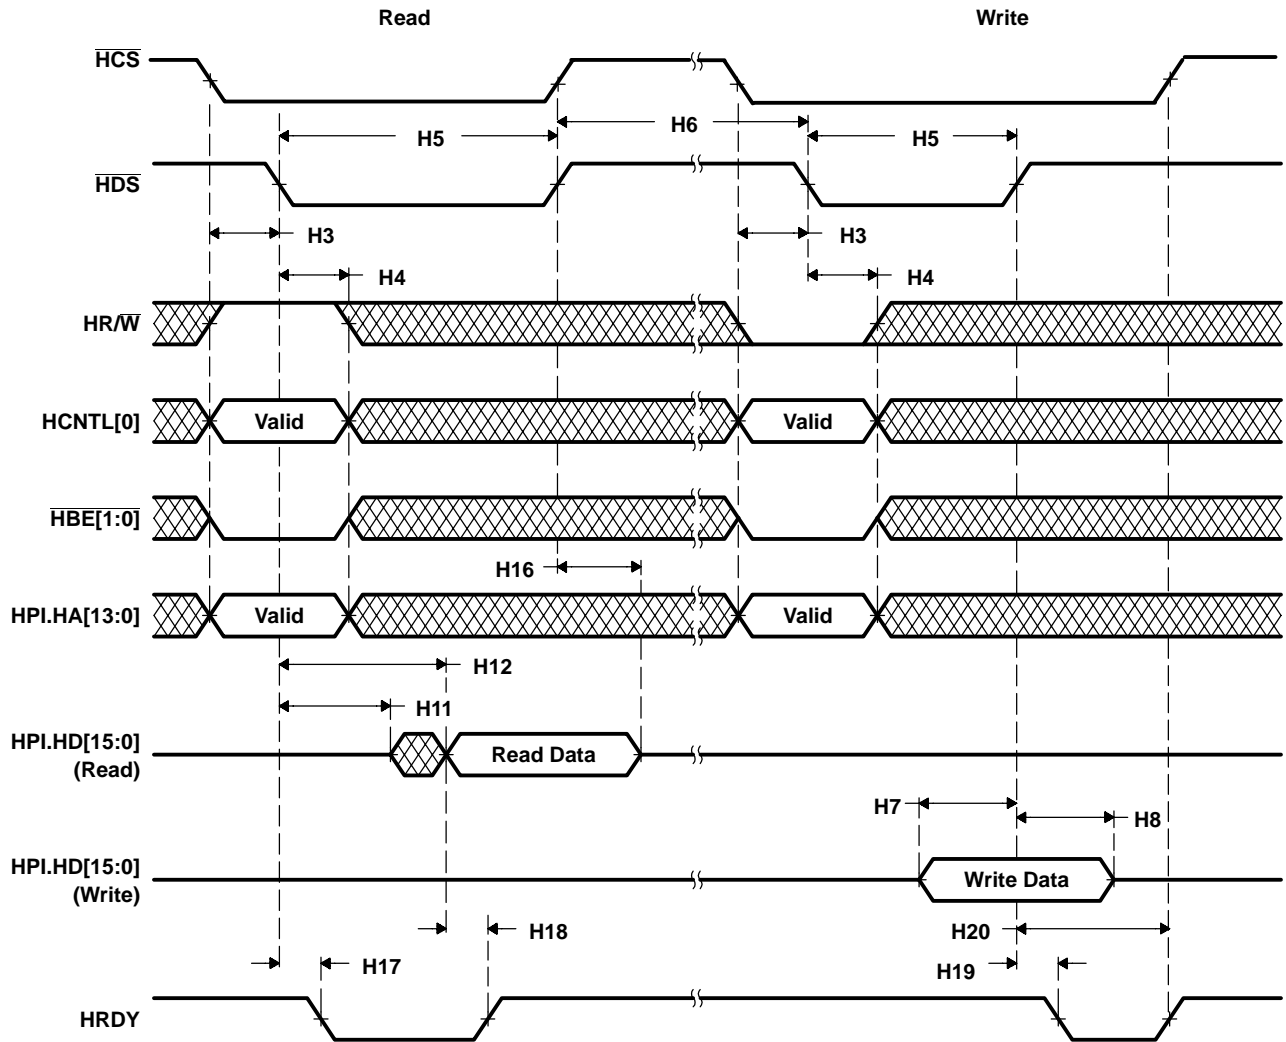 Read Write
HCS
H6
H5 H5
HDS
H3 H3
H4 H4
HR/W
HCNTL[0] Valid Valid
HBE[1:0]
H16
HPI.HA[13:0] Valid Valid
H12
H11
HPI.HD[15:0]
(Read)
Read Data
H7 H8
HPI.HD[15:0]
(Write)
Write Data
H18 H20
H17 H19
HRDY